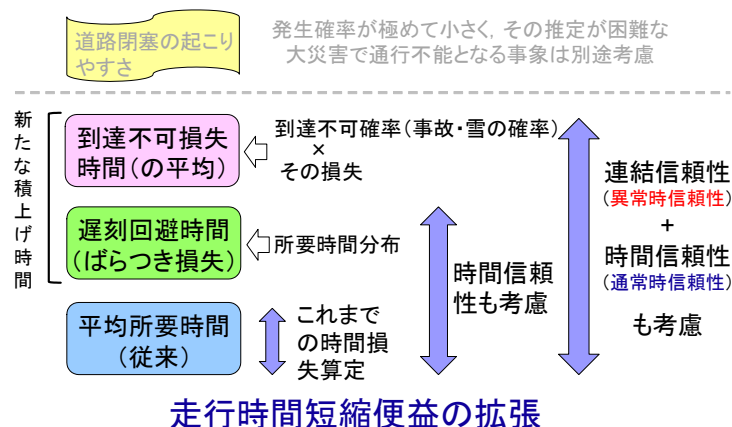 道路閉塞の起こり
やすさ
発生確率が極めて小さく, その推定が困難な
大災害で通行不能となる事象は別途考慮
新たな積上げ時間
到達不可損失
時間(の平均)
到達不可確率(事故・雪の確率)
×
その損失
遅刻回避時間
(ばらつき損失)
所要時間分布
平均所要時間
(従来)
これまで
の時間損
失算定
時間信頼
性も考慮
連結信頼性
(異常時信頼性)
+
時間信頼性
(通常時信頼性)
も考慮
走行時間短縮便益の拡張